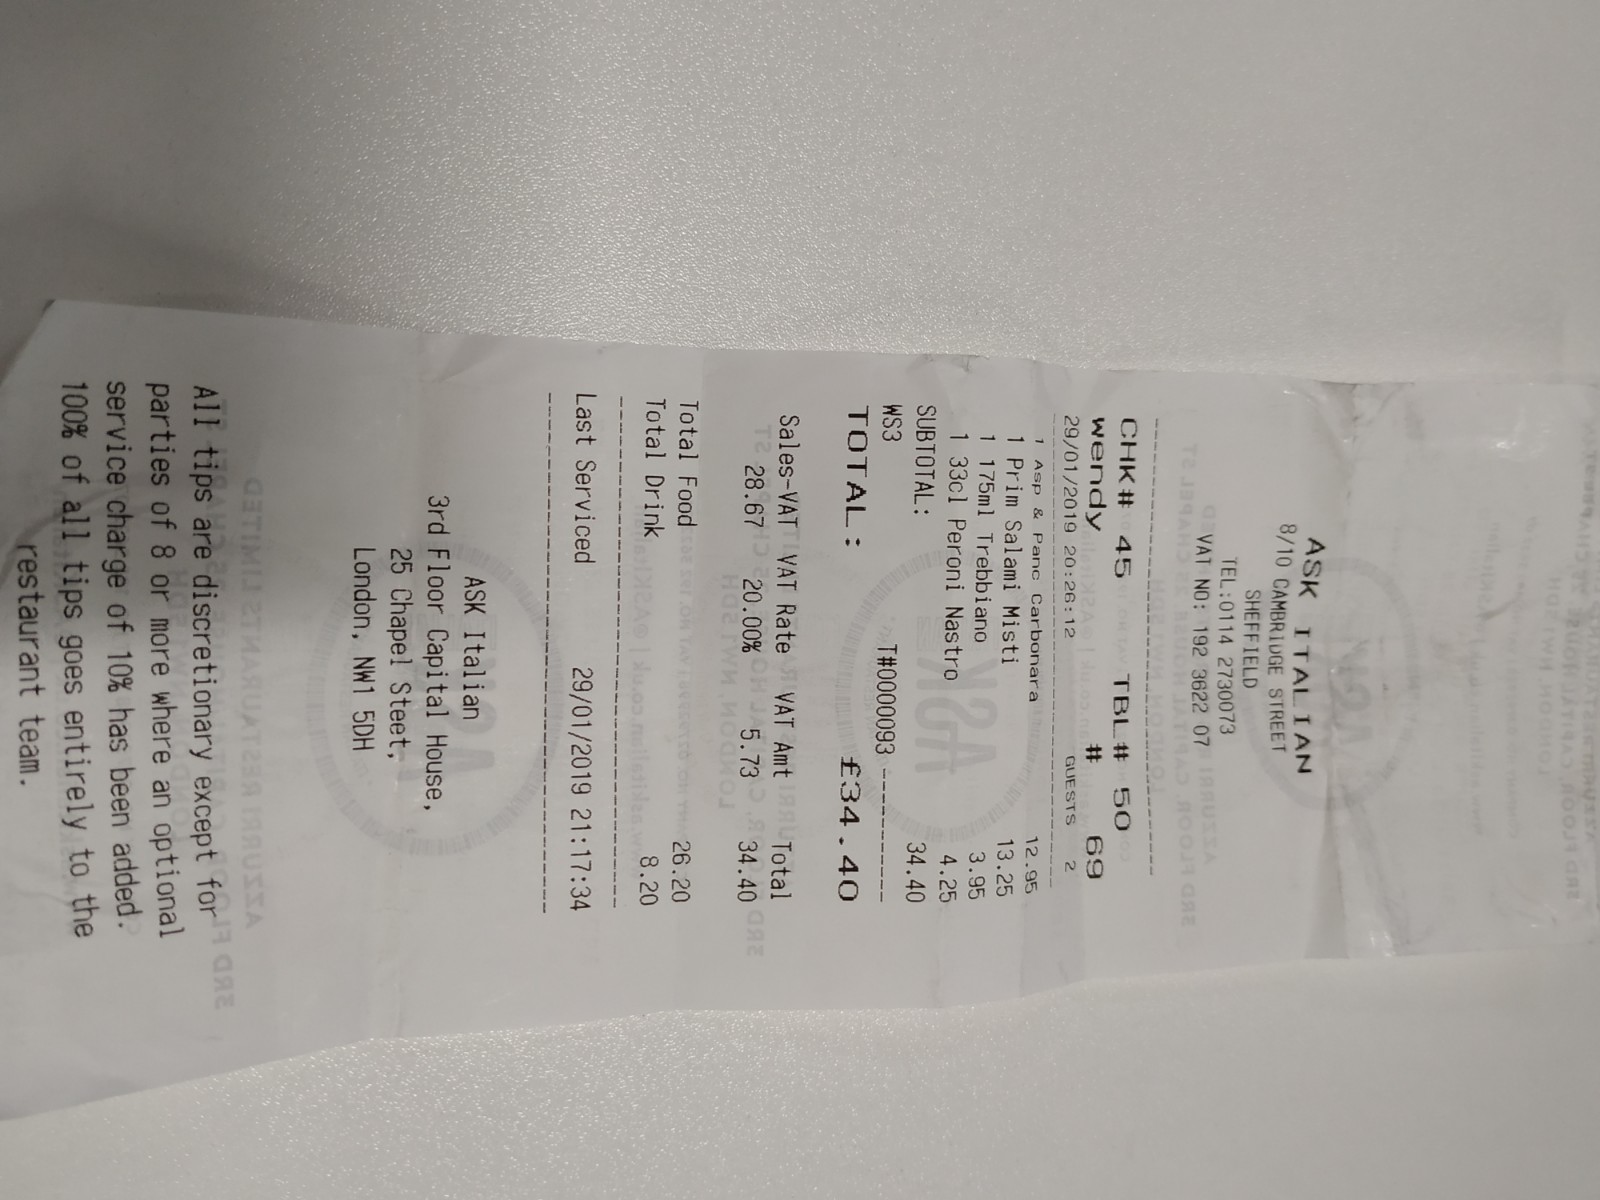 ASK ITALIAN
8/10 CAMBRIDGE STREET
SHEFFIELD
TEL:0114 2730073
VAT NO: 192 3622 07
CHK# 45 TBL# 50
wendy # 69
29/01/2019 20:26:12 GUESTS 2
1 Asp & Panc Carbonara 12.95
1 Prim Salami Misti 13.25
1 175ml Trebbiano 3.95
1 33cl Peroni Nastro 4.25
SUBTOTAL: 34.40
WS3 T#0000093
TOTAL: £34.40
Sales-VAT VAT Rate VAT Amt Total
28.67 20.00% 5.73 34.40
Total Food 26.20
Total Drink 8.20
Last Serviced 29/01/2019 21:17:34
ASK Italian
3rd Floor Capital House,
25 Chapel Steet,
London, NW1 5DH
All tips are discretionary except for
parties of 8 or more where an optional
service charge of 10% has been added.
100% of all tips goes entirely to the
restaurant team.